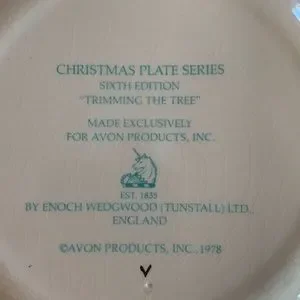 CHRISTMAS PLATE SERIES
SIXTH EDITION
"TRIMMING THE TREE"
MADE EXCLUSIVELY
FOR AVON PRODUCTS, INC.
EST. 1835
BY ENOCH WEDGWOOD (TUNSTALL) LTD.,
ENGLAND
©AVON PRODUCTS, INC., 1978